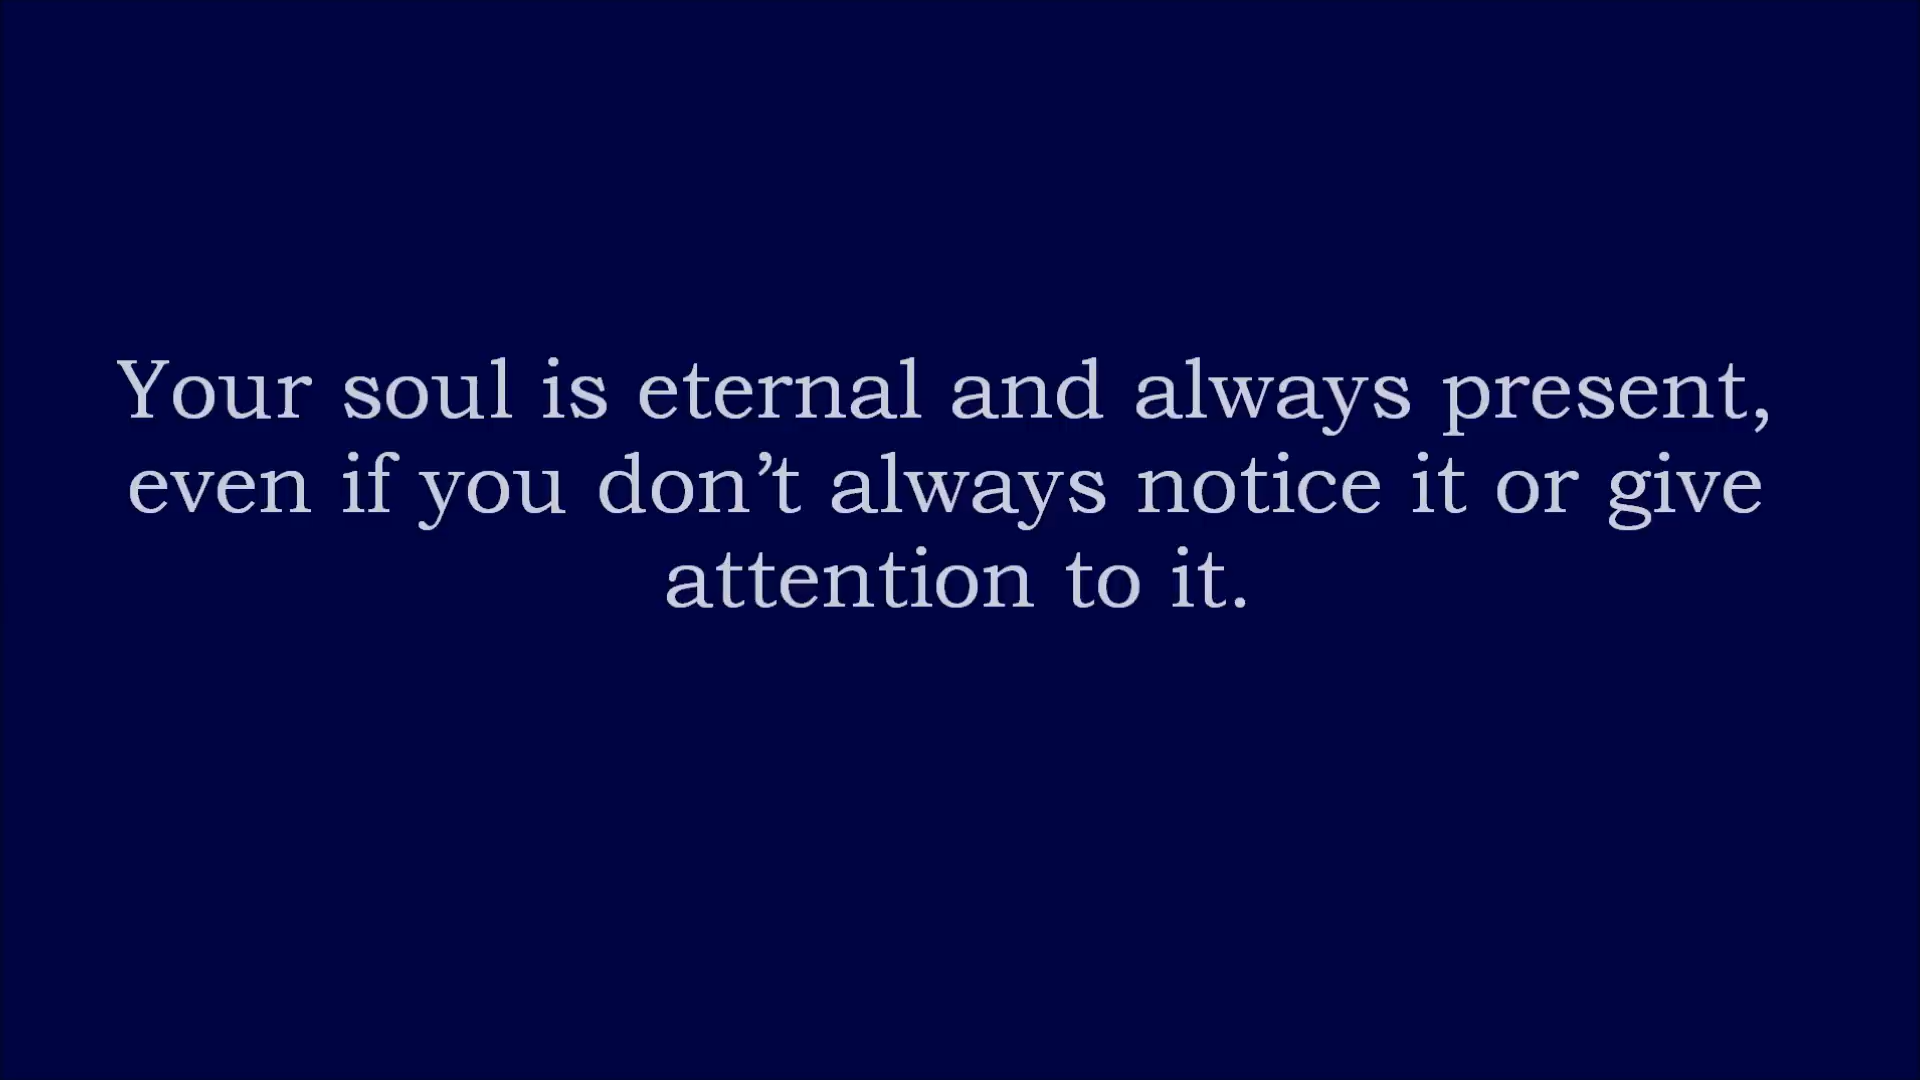 Your soul is eternal and always present,
even if you don’t always notice it or give
attention to it.